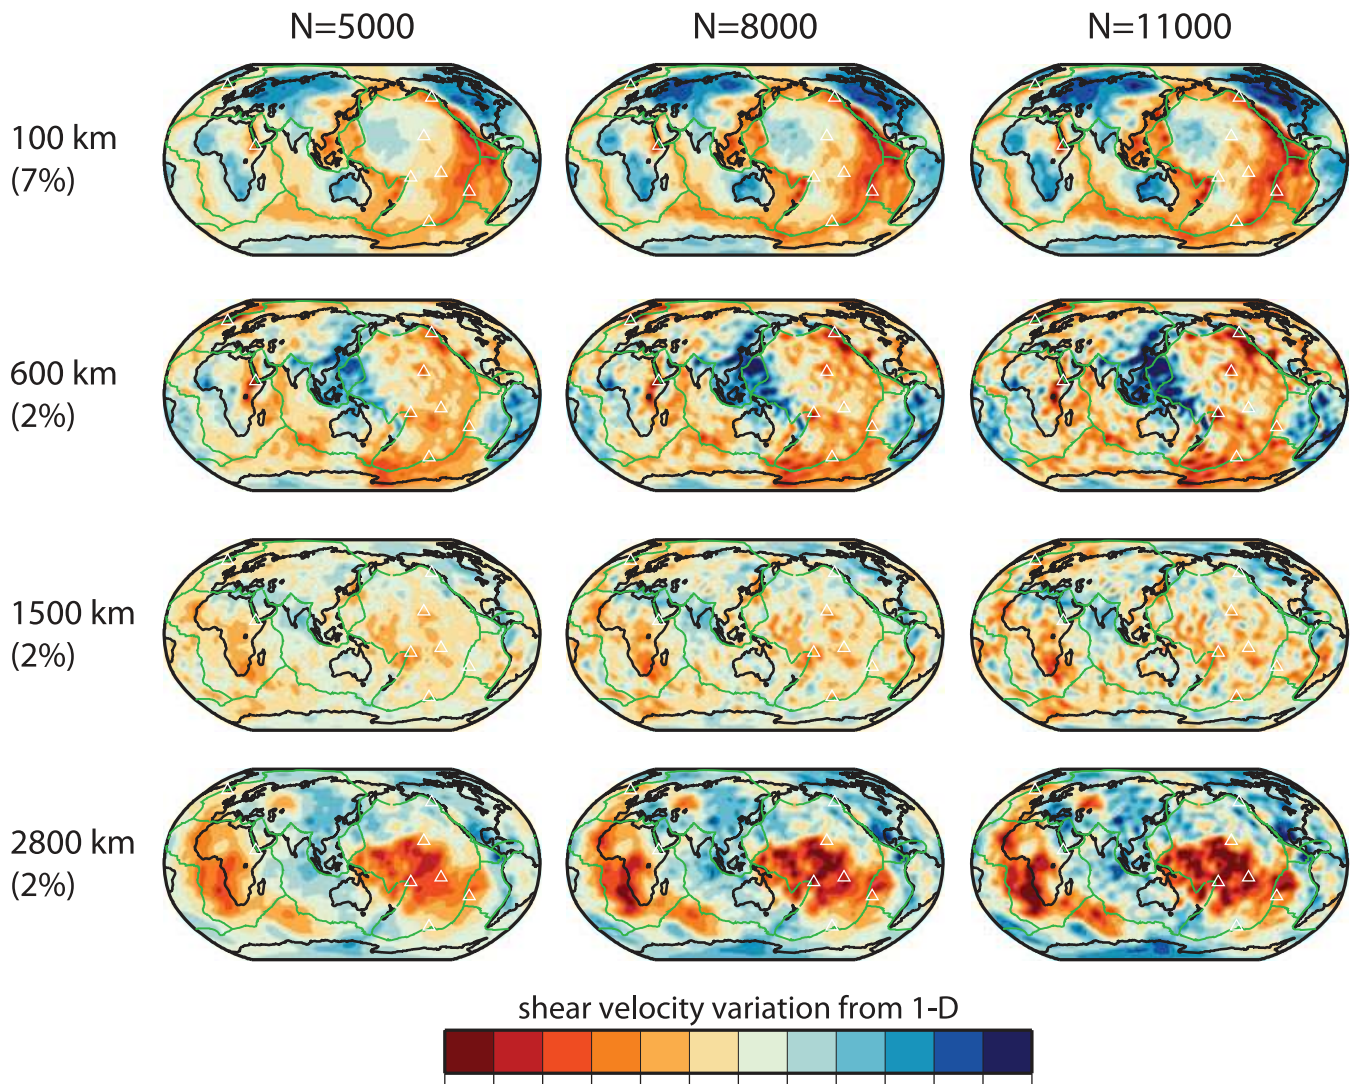 N=5000 N=8000 N=11000
100 km
(7%)
600 km
(2%)
1500 km
(2%)
2800 km
(2%)
shear velocity variation from 1-D